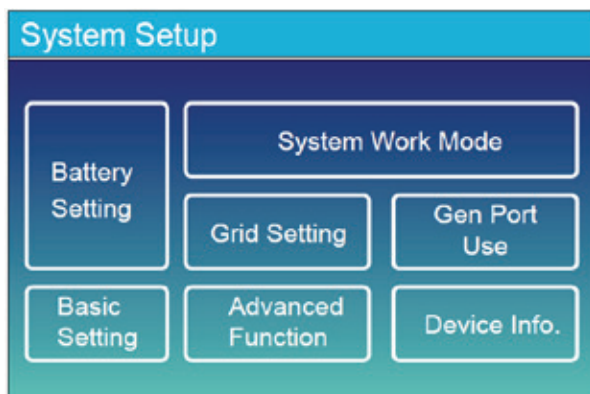 System Setup
Battery
Setting
System Work Mode
Grid Setting
Gen Port
Use
Basic
Setting
Advanced
Function
Device Info.